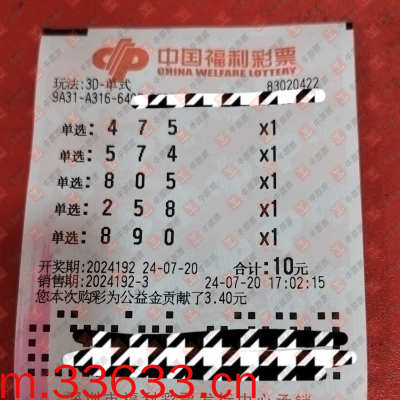 中国福利彩票
CHINA WELFARE LOTTERY
玩法:3D-单式 83020422
9A31-A316-64
单选: 4 7 5 x1
单选: 5 7 4 x1
单选: 8 0 5 x1
单选: 2 5 8 x1
单选: 8 9 0 x1
开奖期:2024192 24-07-20 合计:10元
销售期:2024192-3 24-07-20 17:02:15
您本次购彩为公益金贡献了3.40元
m.33633.cn